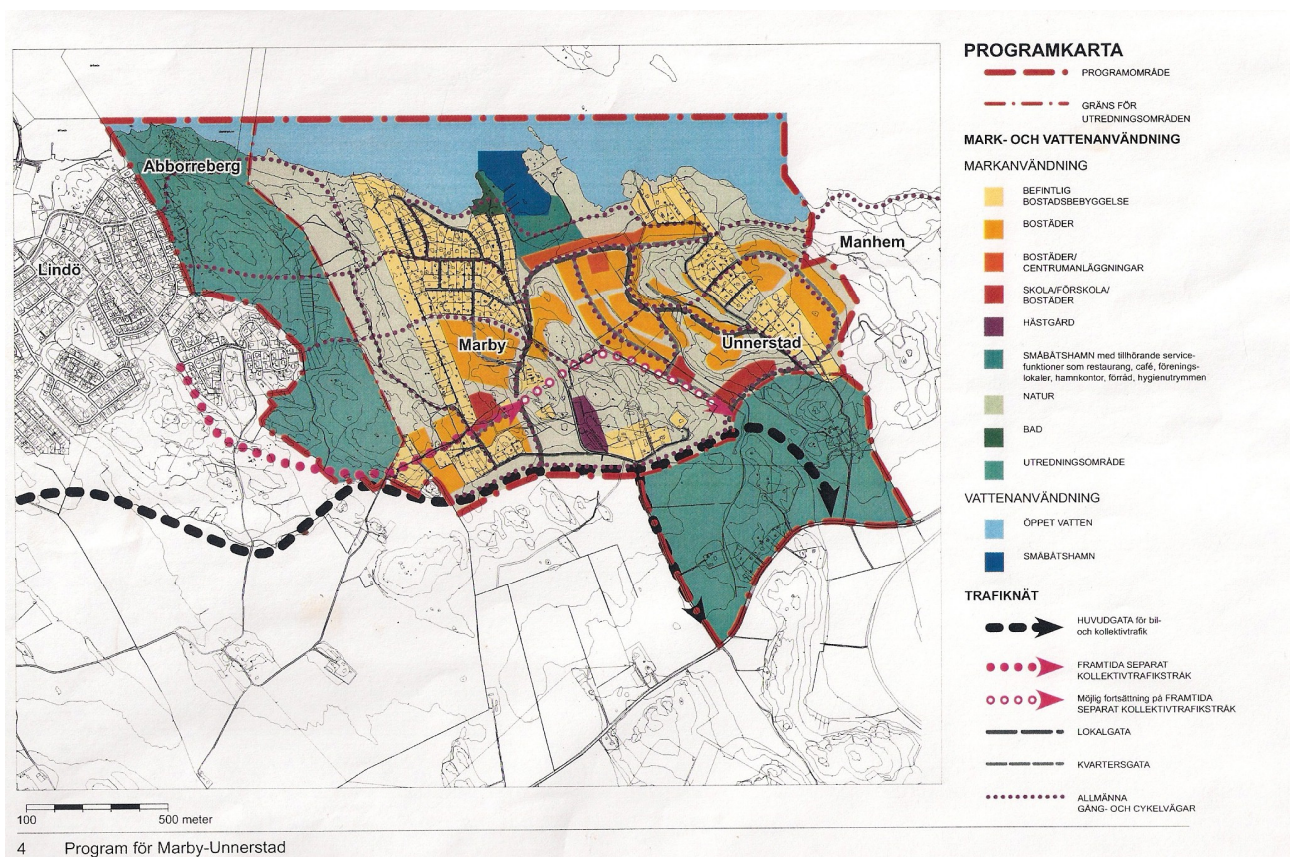 Abborreberg
Lindö
Marby
Unnerstad
Manhem
PROGRAMKARTA
PROGRAMOMRÅDE
GRÄNS FÖR
UTREDNINGSOMRÅDEN
MARK- OCH VATTENANVÄNDNING
MARKANVÄNDNING
BEFINTLIG
BOSTADSBEBYGGELSE
BOSTÄDER
BOSTÄDER/
CENTRUMANLÄGGNINGAR
SKOLA/FÖRSKOLA/
BOSTÄDER
HÄSTGÅRD
SMÅBÅTSHAMN med tillhörande service-
funktioner som restaurang, café, förenings-
lokaler, hamnkontor, förråd, hygienutrymmen
NATUR
BAD
UTREDNINGSOMRÅDE
VATTENANVÄNDNING
ÖPPET VATTEN
SMÅBÅTSHAMN
TRAFIKNÄT
HUVUDGATA för bil-
och kollektivtrafik
FRAMTIDA SEPARAT
KOLLEKTIVTRAFIKSTRÅK
Möjlig fortsättning på FRAMTIDA
SEPARAT KOLLEKTIVTRAFIKSTRÅK
LOKALGATA
KVARTERSGATA
ALLMÄNNA
GÅNG- OCH CYKELVÄGAR
100 500 meter
4 Program för Marby-Unnerstad